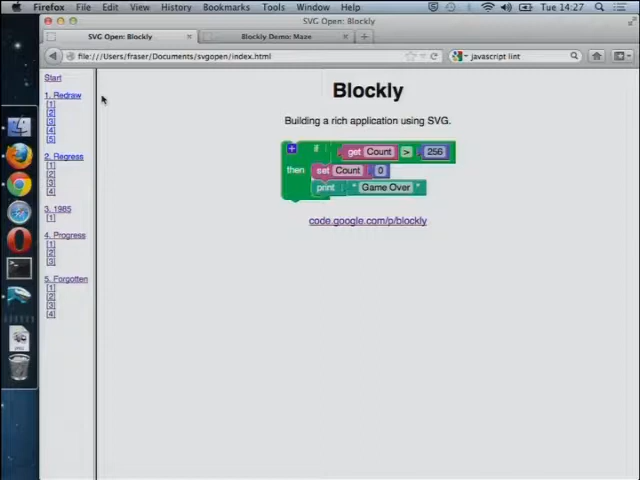 Firefox File Edit View History Bookmarks Tools Window Help Tue 14:27
SVG Open: Blockly
SVG Open: Blockly Blockly Demo: Maze
file:///Users/fraser/Documents/svgopen/index.html javascript lint
Start
1. Redraw
[1]
[2]
[3]
[4]
[5]
2. Regress
[1]
[2]
[3]
[4]
3. 1985
[1]
4. Progress
[1]
[2]
[3]
5. Forgotten
[1]
[2]
[3]
[4]
Blockly
Building a rich application using SVG.
if get Count > 256
then set Count 0
print “ Game Over ”
code.google.com/p/blockly